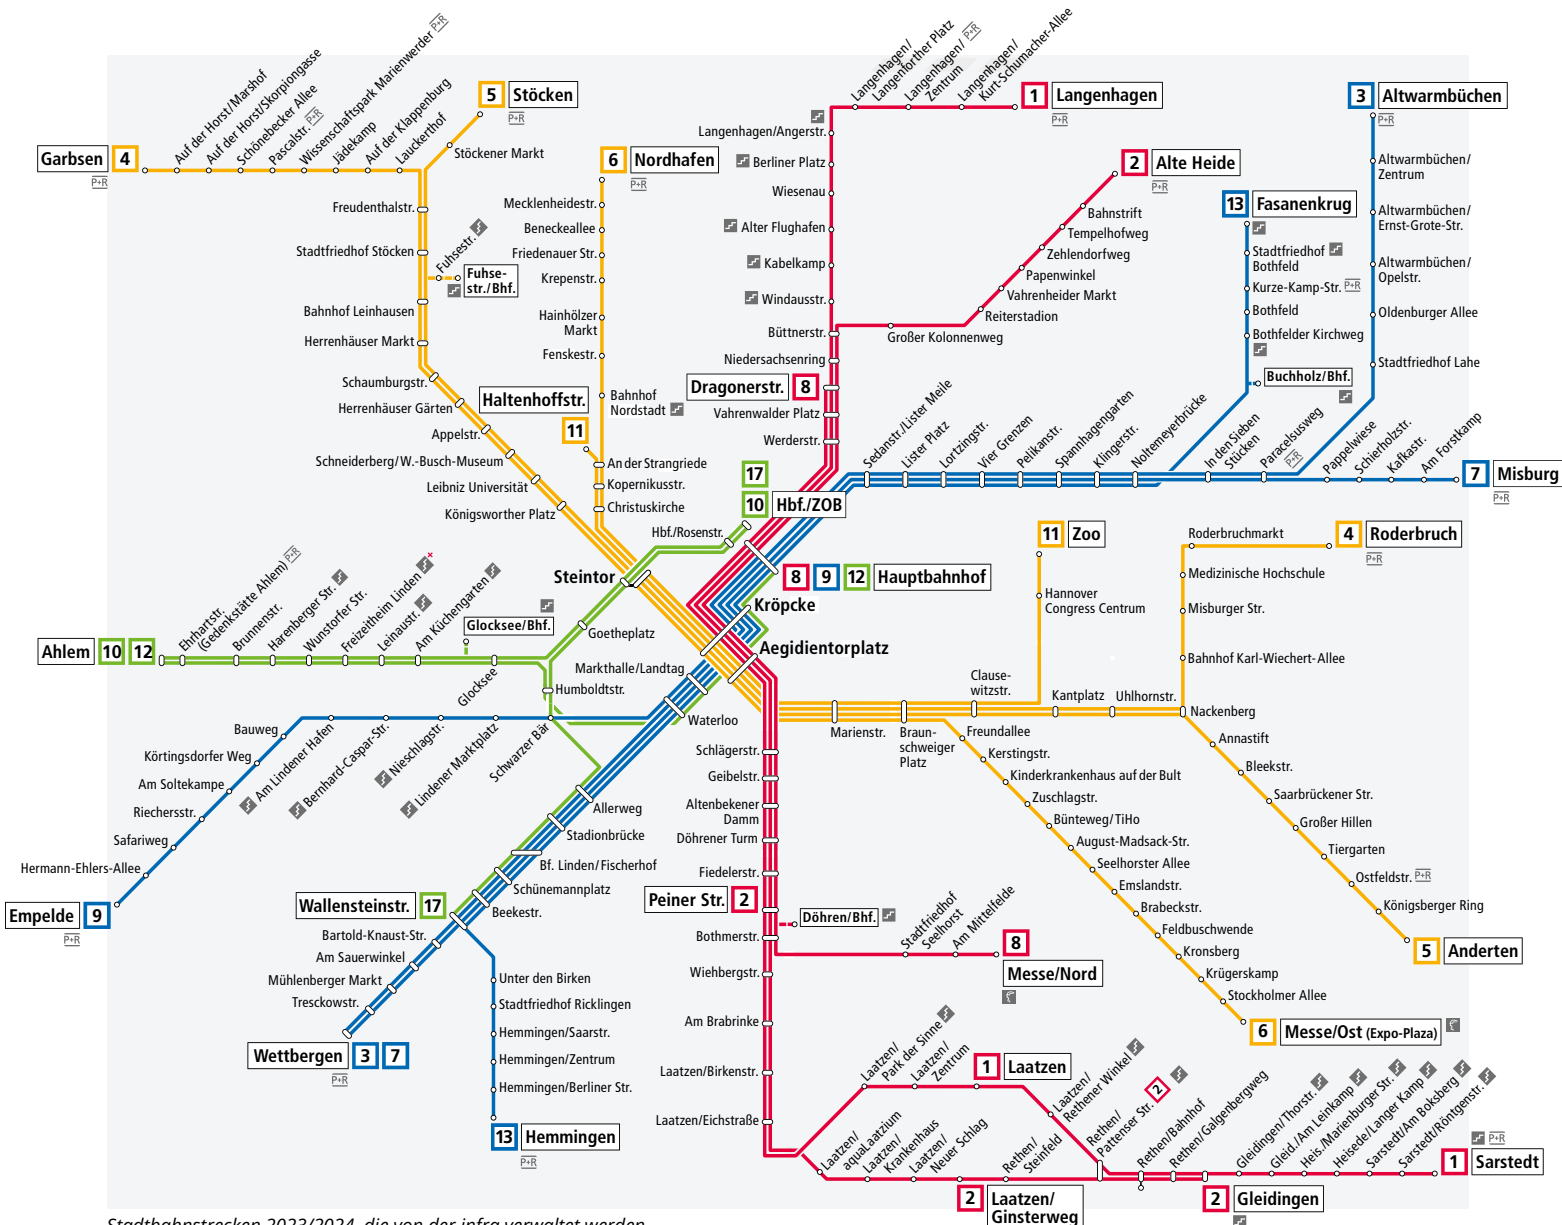 5 Stöcken
P+R
Garbsen 4
P+R
Auf der Horst/Marshof
Auf der Horst/Skorpiongasse
Schönebecker Allee
Pascalstr. P+R
Wissenschaftspark Marienwerder P+R
Jädekamp
Auf der Klappenburg
Lauckerthof
Stöckener Markt
Freudenthalstr.
Stadtfriedhof Stöcken
Fuhsestr.
Fuhse-
str./Bhf.
Bahnhof Leinhausen
Herrenhäuser Markt
Schaumburgstr.
Herrenhäuser Gärten
Appelstr.
Schneiderberg/W.-Busch-Museum
Leibniz Universität
Königsworther Platz
6 Nordhafen
P+R
Mecklenheidestr.
Beneckeallee
Friedenauer Str.
Krepenstr.
Hainhölzer
Markt
Fenskestr.
Bahnhof
Nordstadt
Haltenhoffstr.
11
An der Strangriede
Kopernikusstr.
Christuskirche
Langenhagen/
Langenforther Platz
Langenhagen/ P+R
Zentrum
Langenhagen/
Kurt-Schumacher-Allee
1 Langenhagen
P+R
Langenhagen/Angerstr.
Berliner Platz
Wiesenau
Alter Flughafen
Kabelkamp
Windausstr.
Büttnerstr.
Niedersachsenring
Dragonerstr. 8
Vahrenwalder Platz
Werderstr.
2 Alte Heide
P+R
Bahnstrift
Tempelhofweg
Zehlendorfweg
Papenwinkel
Vahrenheider Markt
Reiterstadion
Großer Kolonnenweg
3 Altwarmbüchen
P+R
Altwarmbüchen/
Zentrum
Altwarmbüchen/
Ernst-Grote-Str.
Altwarmbüchen/
Opelstr.
Oldenburger Allee
Stadtfriedhof Lahe
13 Fasanenkrug
Stadtfriedhof
Bothfeld
Kurze-Kamp-Str. P+R
Bothfeld
Bothfelder Kirchweg
Buchholz/Bhf.
Sedanstr./Lister Meile
Lister Platz
Lortzingstr.
Vier Grenzen
Pelikanstr.
Spannhagengarten
Klingerstr.
Noltemeyerbrücke
In den Sieben
Stücken
Paracelsusweg
P+R
Pappelwiese
Schierholzstr.
Kafkastr.
Am Forstkamp
7 Misburg
P+R
17
10 Hbf./ZOB
Hbf./Rosenstr.
Steintor
8 9 12 Hauptbahnhof
Kröpcke
Aegidientorplatz
11 Zoo
Hannover
Congress Centrum
4 Roderbruch
P+R
Roderbruchmarkt
Medizinische Hochschule
Misburger Str.
Bahnhof Karl-Wiechert-Allee
Ahlem 10 12
Ehrhartstr.
(Gedenkstätte Ahlem) P+R
Brunnenstr.
Harenberger Str.
Wunstorfer Str.
Freizeitheim Linden
Leinaustr.
Am Küchengarten
Glocksee/Bhf.
Glocksee
Goetheplatz
Humboldtstr.
Markthalle/Landtag
Waterloo
Schwarzer Bär
Lindener Marktplatz
Nieschlagstr.
Bernhard-Caspar-Str.
Am Lindener Hafen
Bauweg
Körtingsdorfer Weg
Am Soltekampe
Riechersstr.
Safariweg
Hermann-Ehlers-Allee
Empelde 9
P+R
Allerweg
Stadionbrücke
Bf. Linden/Fischerhof
Schünemannplatz
Beekestr.
Wallensteinstr. 17
Bartold-Knaust-Str.
Am Sauerwinkel
Mühlenberger Markt
Tresckowstr.
Wettbergen 3 7
P+R
Unter den Birken
Stadtfriedhof Ricklingen
Hemmingen/Saarstr.
Hemmingen/Zentrum
Hemmingen/Berliner Str.
13 Hemmingen
P+R
Marienstr.
Braun-
schweiger
Platz
Clause-
witzstr.
Kantplatz
Uhlhornstr.
Nackenberg
Annastift
Bleekstr.
Saarbrückener Str.
Großer Hillen
Tiergarten
Ostfeldstr. P+R
Königsberger Ring
5 Anderten
P+R
Freundallee
Kerstingstr.
Kinderkrankenhaus auf der Bult
Zuschlagstr.
Bünteweg/TiHo
August-Madsack-Str.
Seelhorster Allee
Emslandstr.
Brabeckstr.
Feldbuschwende
Kronsberg
Krügerskamp
Stockholmer Allee
6 Messe/Ost (Expo-Plaza)
Schlägerstr.
Geibelstr.
Altenbekener
Damm
Döhrener Turm
Fiedelerstr.
Peiner Str. 2
Döhren/Bhf.
Bothmerstr.
Stadtfriedhof
Seelhorst
Am Mittelfelde
8
Messe/Nord
Wiehbergstr.
Am Brabrinke
Laatzen/Birkenstr.
Laatzen/Eichstraße
Laatzen/
Park der Sinne
Laatzen/
Zentrum
1 Laatzen
Laatzen/
Rethener Winkel
Rethen/
Pattenser Str. 2
Laatzen/
aquaLaatzium
Laatzen/
Krankenhaus
Laatzen/
Neuer Schlag
Rethen/
Steinfeld
2 Laatzen/
Ginsterweg
Rethen/Bahnhof
Rethen/Galgenbergweg
2 Gleidingen
Gleidingen/Thorstr.
Gleid./Am Leinkamp
Heis./Marienburger Str.
Heisede/Langer Kamp
Sarstedt/Am Boksberg
Sarstedt/Röntgenstr.
P+R
1 Sarstedt
Stadtbahnstrecken 2023/2024, die von der infra verwaltet werden